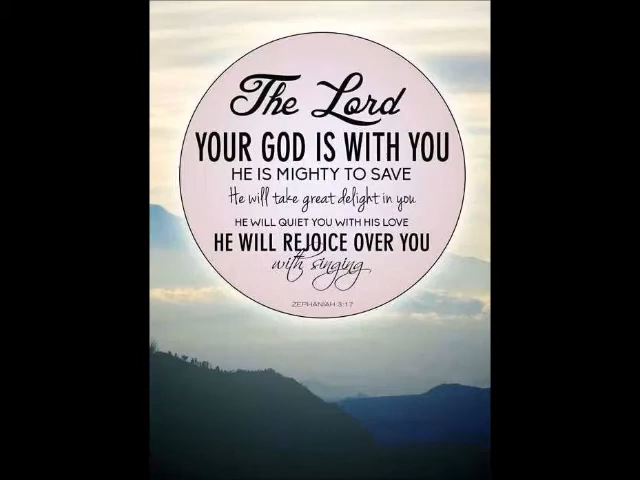 The Lord
YOUR GOD IS WITH YOU
HE IS MIGHTY TO SAVE
He will take great delight in you
HE WILL QUIET YOU WITH HIS LOVE
HE WILL REJOICE OVER YOU
with singing
ZEPHANIAH 3:17